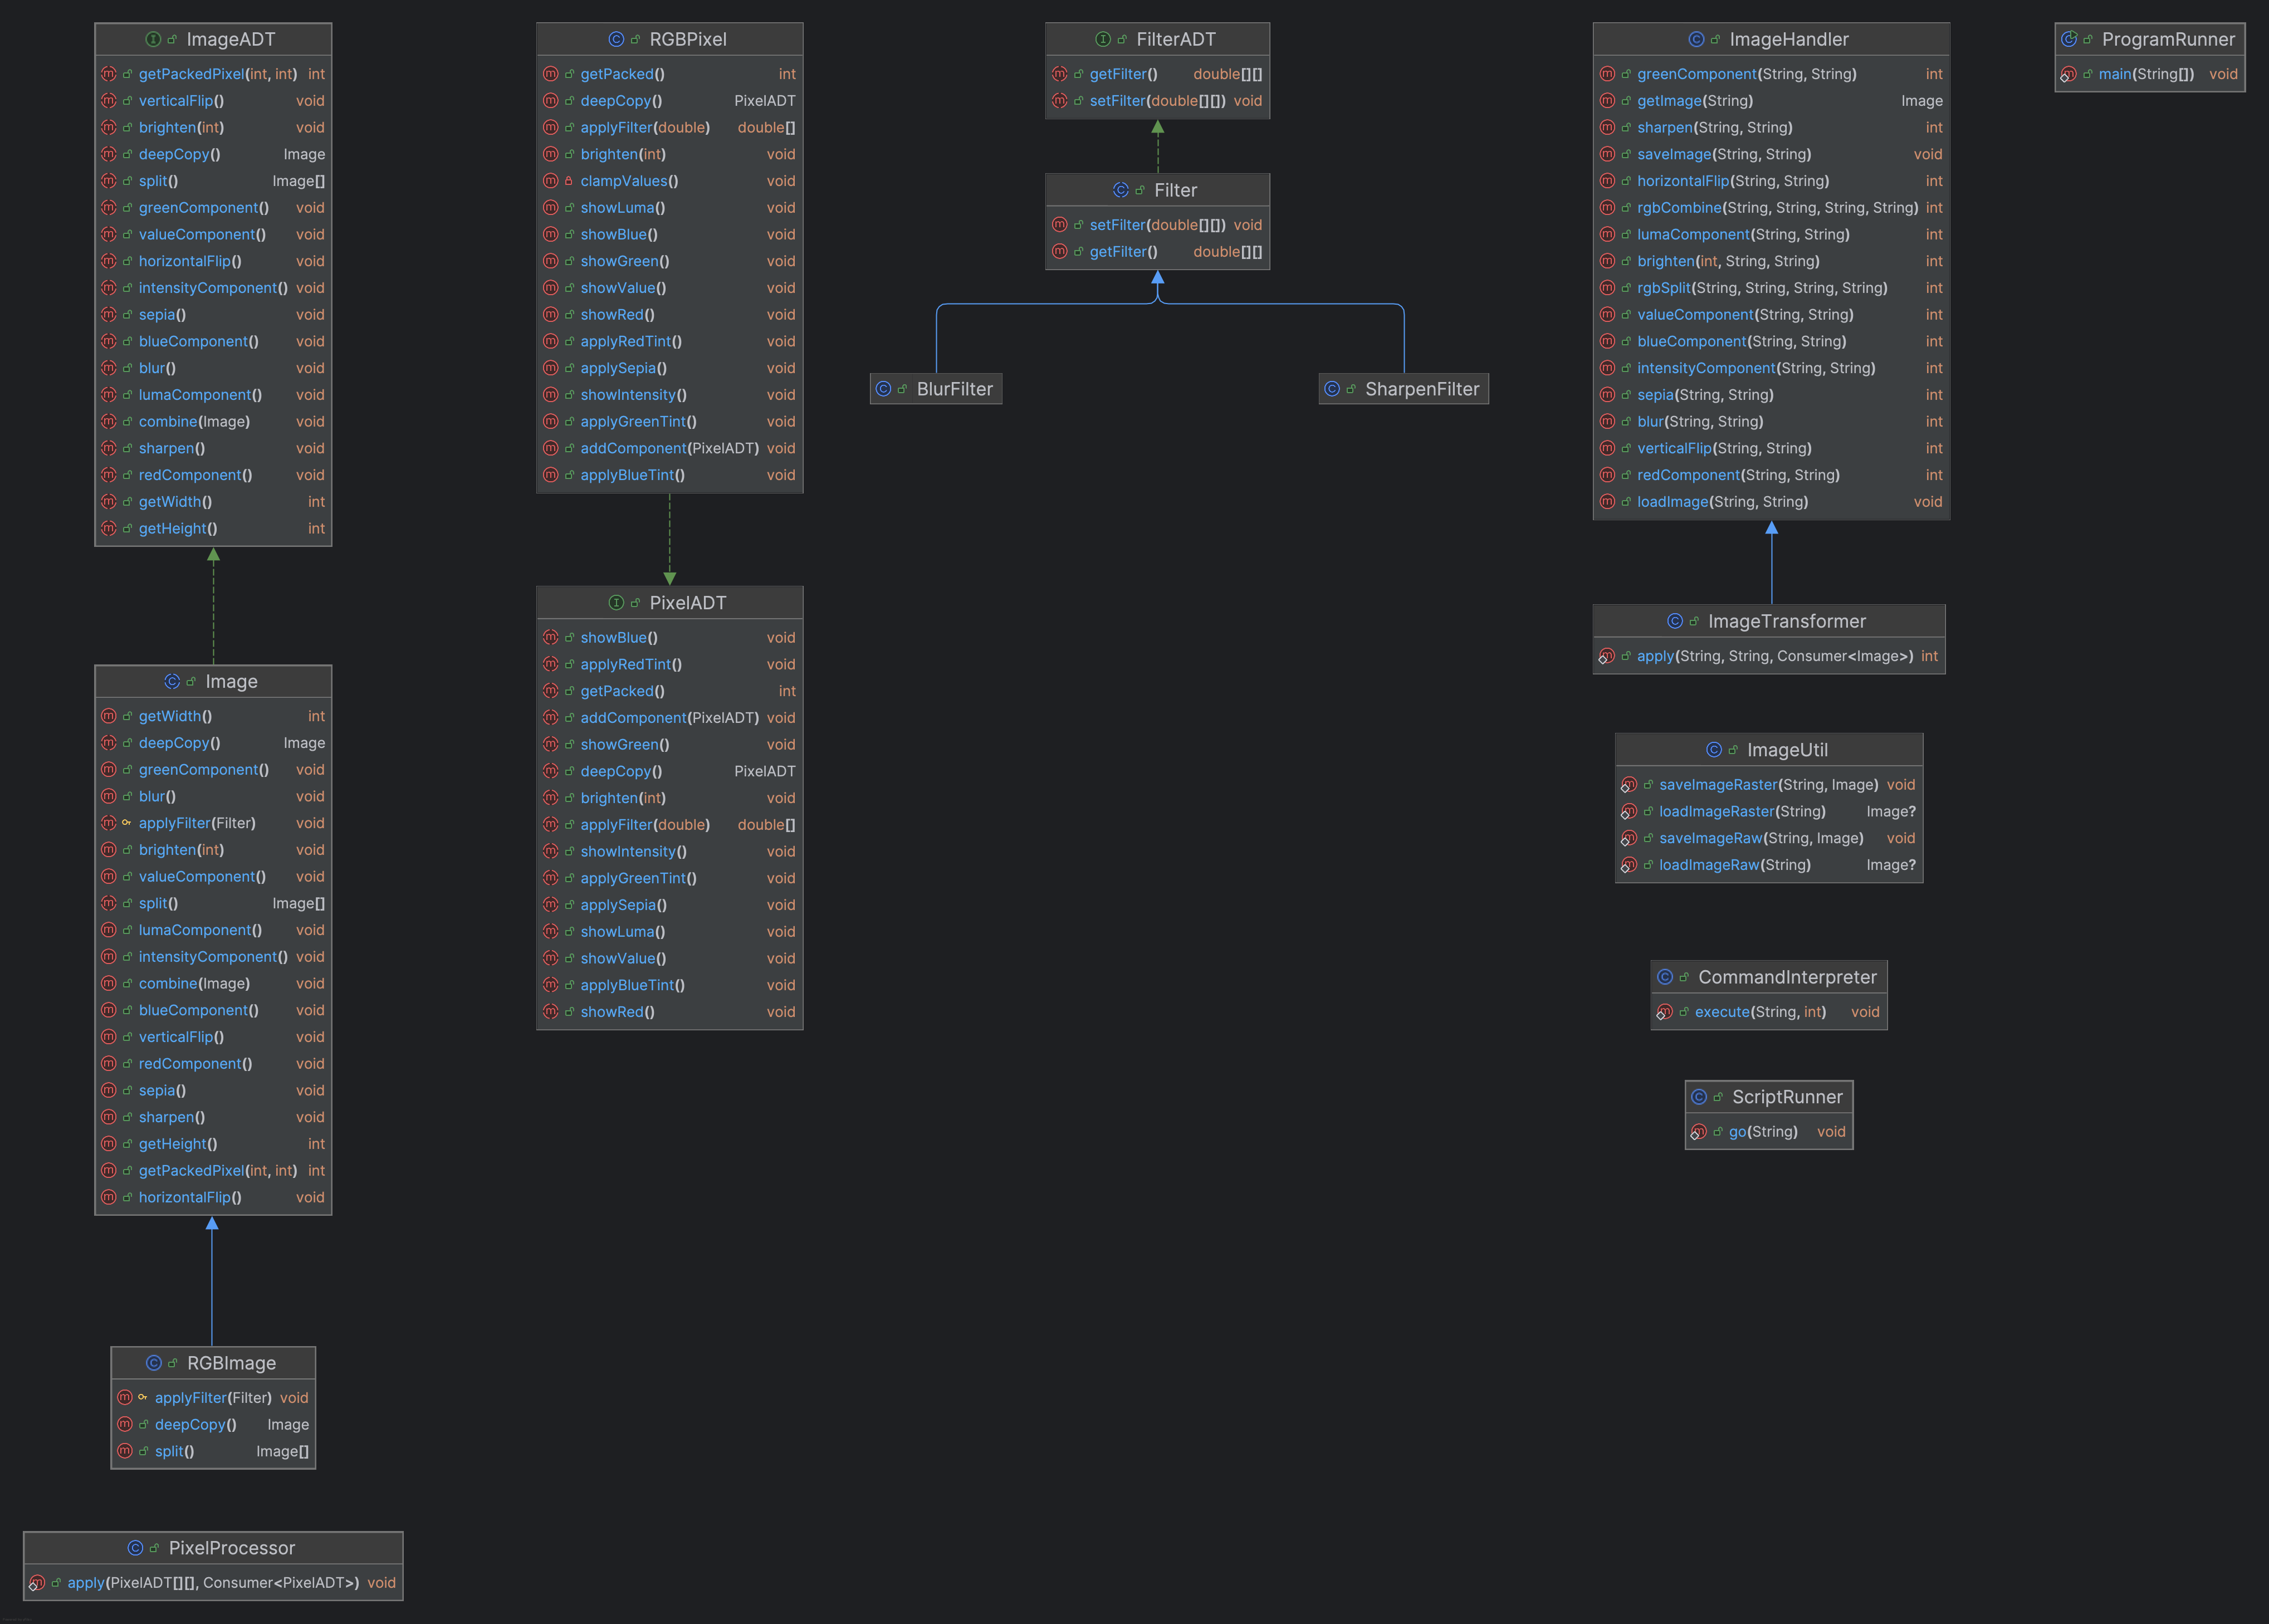 ImageADT
getPackedPixel(int, int) int
verticalFlip() void
brighten(int) void
deepCopy() Image
split() Image[]
greenComponent() void
valueComponent() void
horizontalFlip() void
intensityComponent() void
sepia() void
blueComponent() void
blur() void
lumaComponent() void
combine(Image) void
sharpen() void
redComponent() void
getWidth() int
getHeight() int
Image
getWidth() int
deepCopy() Image
greenComponent() void
blur() void
applyFilter(Filter) void
brighten(int) void
valueComponent() void
split() Image[]
lumaComponent() void
intensityComponent() void
combine(Image) void
blueComponent() void
verticalFlip() void
redComponent() void
sepia() void
sharpen() void
getHeight() int
getPackedPixel(int, int) int
horizontalFlip() void
RGBImage
applyFilter(Filter) void
deepCopy() Image
split() Image[]
PixelProcessor
apply(PixelADT[][], Consumer<PixelADT>) void
RGBPixel
getPacked() int
deepCopy() PixelADT
applyFilter(double) double[]
brighten(int) void
clampValues() void
showLuma() void
showBlue() void
showGreen() void
showValue() void
showRed() void
applyRedTint() void
applySepia() void
showIntensity() void
applyGreenTint() void
addComponent(PixelADT) void
applyBlueTint() void
PixelADT
showBlue() void
applyRedTint() void
getPacked() int
addComponent(PixelADT) void
showGreen() void
deepCopy() PixelADT
brighten(int) void
applyFilter(double) double[]
showIntensity() void
applyGreenTint() void
applySepia() void
showLuma() void
showValue() void
applyBlueTint() void
showRed() void
FilterADT
getFilter() double[][]
setFilter(double[][]) void
Filter
setFilter(double[][]) void
getFilter() double[][]
BlurFilter
SharpenFilter
ImageHandler
greenComponent(String, String) int
getImage(String) Image
sharpen(String, String) int
saveImage(String, String) void
horizontalFlip(String, String) int
rgbCombine(String, String, String, String) int
lumaComponent(String, String) int
brighten(int, String, String) int
rgbSplit(String, String, String, String) int
valueComponent(String, String) int
blueComponent(String, String) int
intensityComponent(String, String) int
sepia(String, String) int
blur(String, String) int
verticalFlip(String, String) int
redComponent(String, String) int
loadImage(String, String) void
ImageTransformer
apply(String, String, Consumer<Image>) int
ImageUtil
saveImageRaster(String, Image) void
loadImageRaster(String) Image?
saveImageRaw(String, Image) void
loadImageRaw(String) Image?
CommandInterpreter
execute(String, int) void
ScriptRunner
go(String) void
ProgramRunner
main(String[]) void